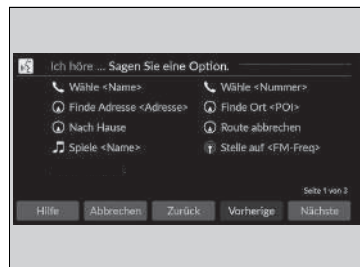 Ich höre ... Sagen Sie eine Option.
Wähle <Name> Wähle <Nummer>
Finde Adresse <Adresse> Finde Ort <POI>
Nach Hause Route abbrechen
Spiele <Name> Stelle auf <FM-Freq>
Seite 1 von 3
Hilfe Abbrechen Zurück Vorherige Nächste